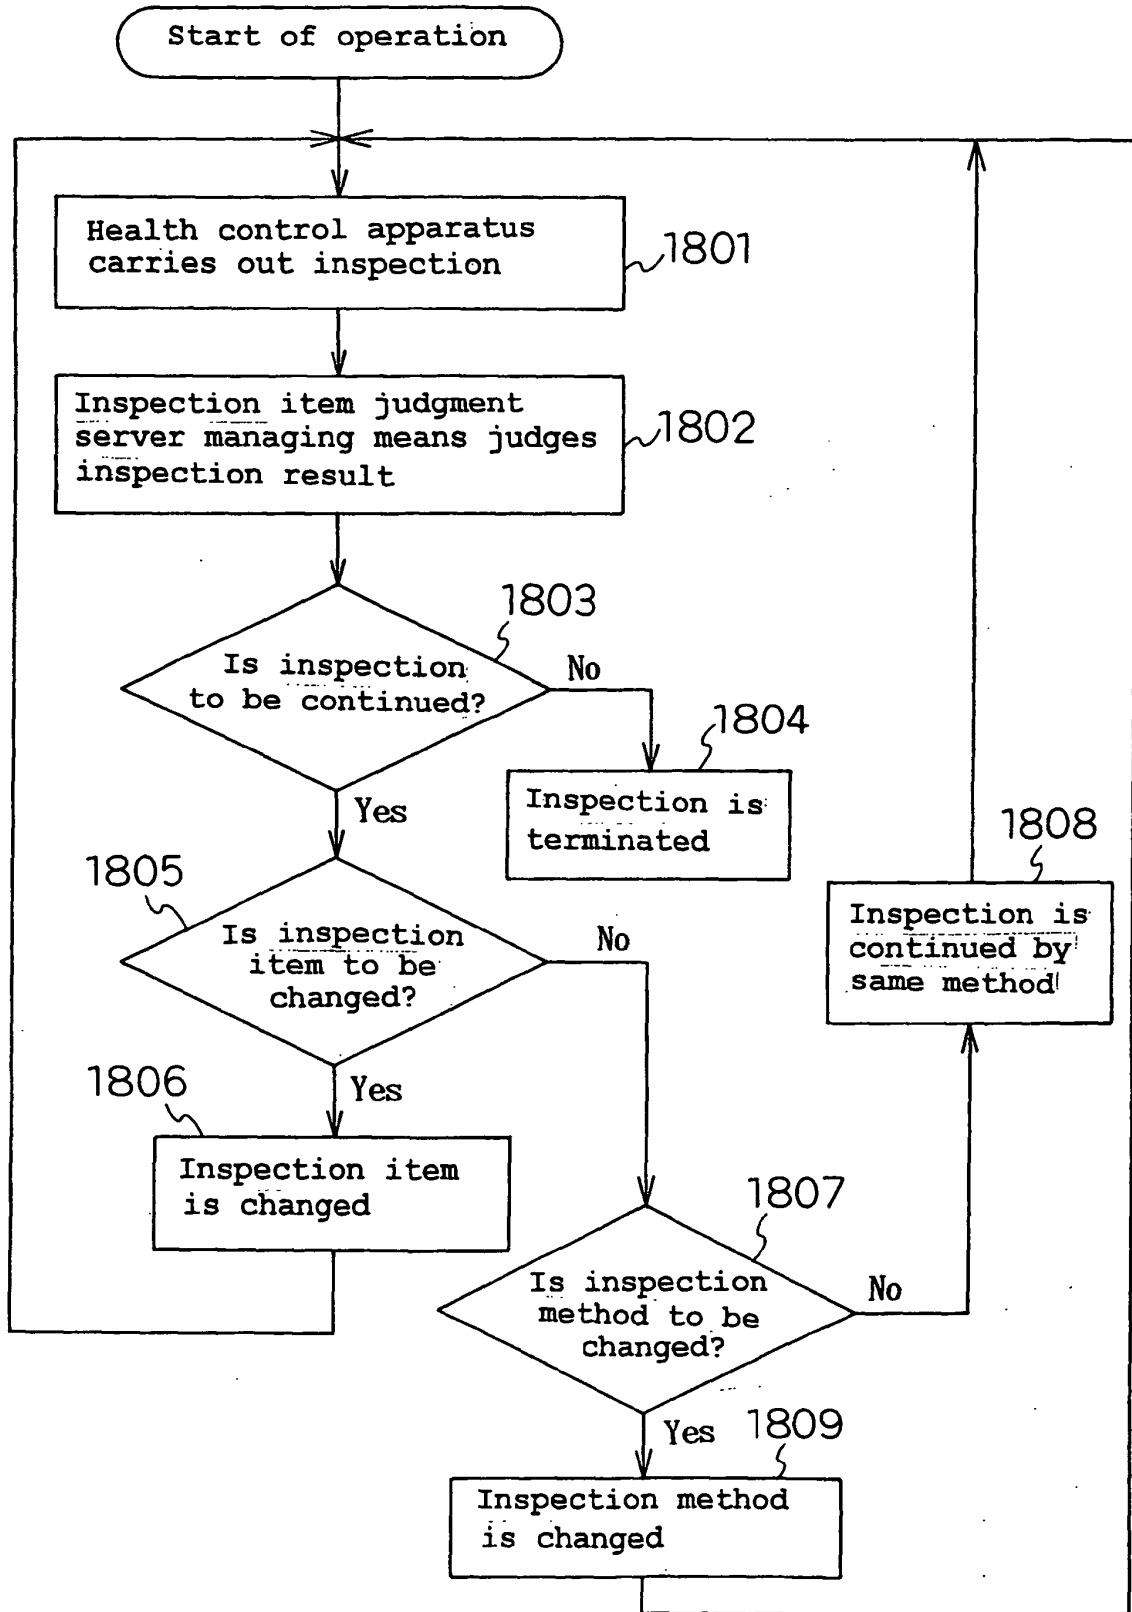 Start of operation
Health control apparatus
carries out inspection
1801
Inspection item judgment
server managing means judges
inspection result
1802
1803
Is inspection
to be continued?
No
Yes
1804
Inspection is
terminated
1805
Is inspection
item to be
changed?
No
Yes
1808
Inspection is
continued by
same method
1806
Inspection item
is changed
1807
Is inspection
method to be
changed?
No
Yes
1809
Inspection method
is changed